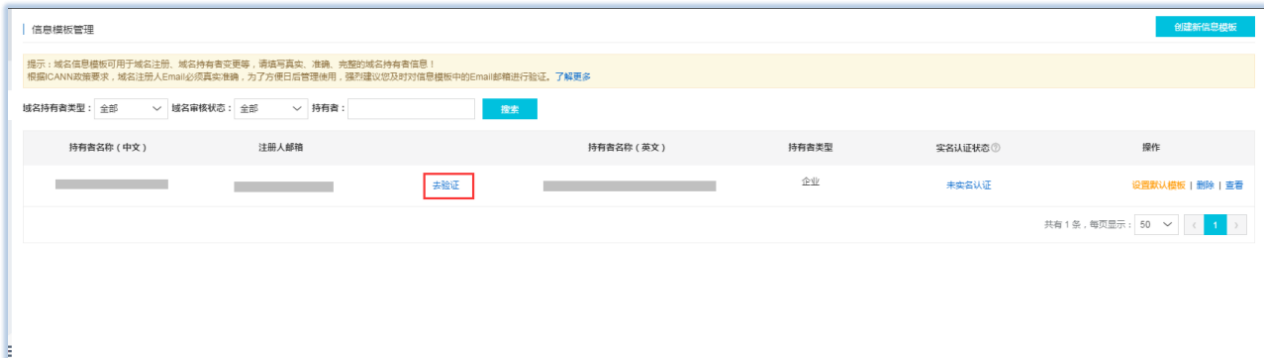 信息模板管理
创建新信息模板
提示：域名信息模板可用于域名注册、域名持有者变更等，请填写真实、准确、完整的域名持有者信息！
根据ICANN政策要求，域名注册人Email必须真实准确，为了方便日后管理使用，强烈建议您及时对信息模板中的Email邮箱进行验证。了解更多
域名持有者类型： 全部 域名审核状态： 全部 持有者： 搜索
持有者名称（中文） 注册人邮箱 持有者名称（英文） 持有者类型 实名认证状态 操作
去验证 企业 未实名认证 设置默认模板 | 删除 | 查看
共有 1 条，每页显示： 50 < 1 >